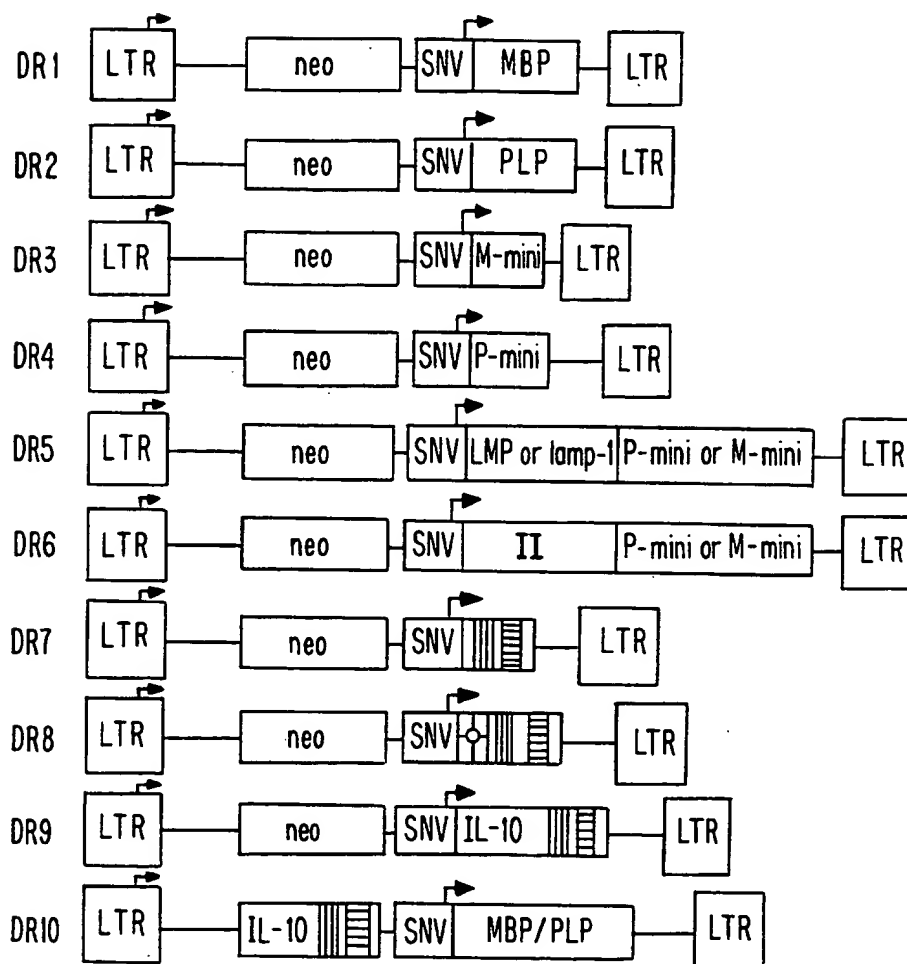 DR1 LTR neo SNV MBP LTR
DR2 LTR neo SNV PLP LTR
DR3 LTR neo SNV M-mini LTR
DR4 LTR neo SNV P-mini LTR
DR5 LTR neo SNV LMP or lamp-1 P-mini or M-mini LTR
DR6 LTR neo SNV II P-mini or M-mini LTR
DR7 LTR neo SNV LTR
DR8 LTR neo SNV LTR
DR9 LTR neo SNV IL-10 LTR
DR10 LTR IL-10 SNV MBP/PLP LTR